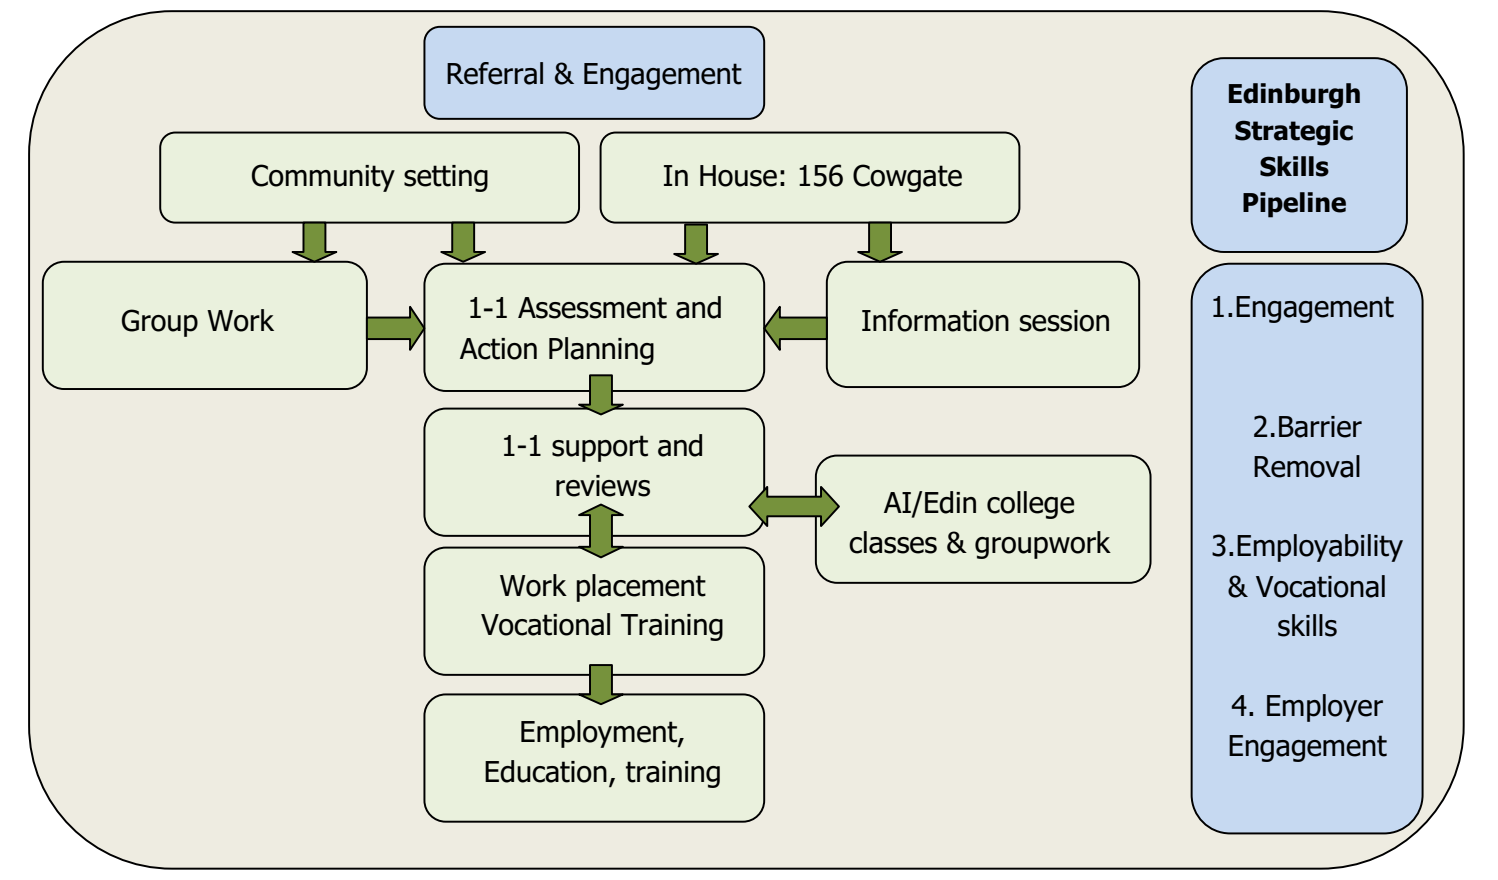 Referral & Engagement
Community setting
In House: 156 Cowgate
Group Work
1-1 Assessment and
Action Planning
Information session
1-1 support and
reviews
AI/Edin college
classes & groupwork
Work placement
Vocational Training
Employment,
Education, training
Edinburgh
Strategic
Skills
Pipeline
1.Engagement
2.Barrier
Removal
3.Employability
& Vocational
skills
4. Employer
Engagement